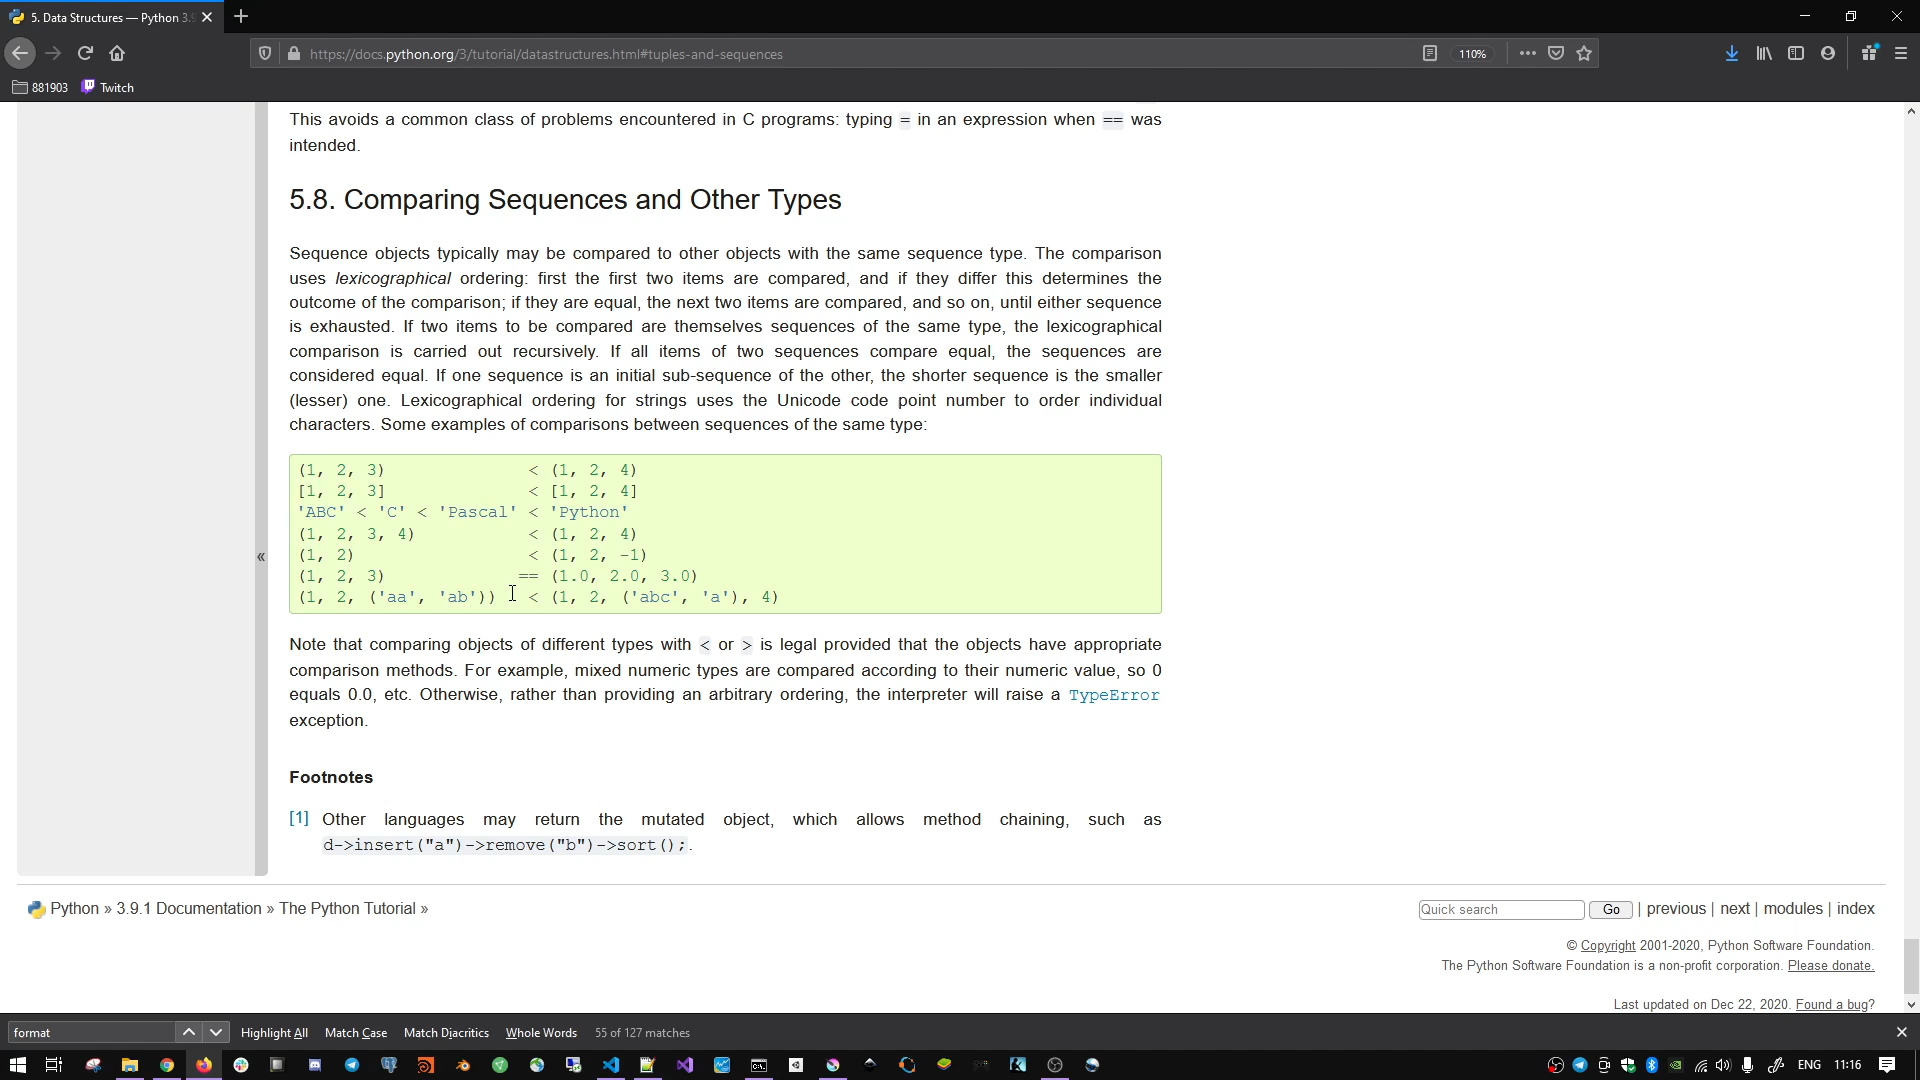 5. Data Structures — Python 3.9
https://docs.python.org/3/tutorial/datastructures.html#tuples-and-sequences
110%
881903
Twitch
This avoids a common class of problems encountered in C programs: typing = in an expression when == was
intended.
5.8. Comparing Sequences and Other Types
Sequence objects typically may be compared to other objects with the same sequence type. The comparison
uses lexicographical ordering: first the first two items are compared, and if they differ this determines the
outcome of the comparison; if they are equal, the next two items are compared, and so on, until either sequence
is exhausted. If two items to be compared are themselves sequences of the same type, the lexicographical
comparison is carried out recursively. If all items of two sequences compare equal, the sequences are
considered equal. If one sequence is an initial sub-sequence of the other, the shorter sequence is the smaller
(lesser) one. Lexicographical ordering for strings uses the Unicode code point number to order individual
characters. Some examples of comparisons between sequences of the same type:
(1, 2, 3)              < (1, 2, 4)
[1, 2, 3]              < [1, 2, 4]
'ABC' < 'C' < 'Pascal' < 'Python'
(1, 2, 3, 4)           < (1, 2, 4)
(1, 2)                 < (1, 2, -1)
(1, 2, 3)             == (1.0, 2.0, 3.0)
(1, 2, ('aa', 'ab'))   < (1, 2, ('abc', 'a'), 4)
Note that comparing objects of different types with < or > is legal provided that the objects have appropriate
comparison methods. For example, mixed numeric types are compared according to their numeric value, so 0
equals 0.0, etc. Otherwise, rather than providing an arbitrary ordering, the interpreter will raise a TypeError
exception.
Footnotes
[1] Other languages may return the mutated object, which allows method chaining, such as
d->insert("a")->remove("b")->sort();.
Python » 3.9.1 Documentation » The Python Tutorial »
Quick search Go | previous | next | modules | index
© Copyright 2001-2020, Python Software Foundation.
The Python Software Foundation is a non-profit corporation. Please donate.
Last updated on Dec 22, 2020. Found a bug?
format
Highlight All
Match Case
Match Diacritics
Whole Words
55 of 127 matches
ENG
11:16